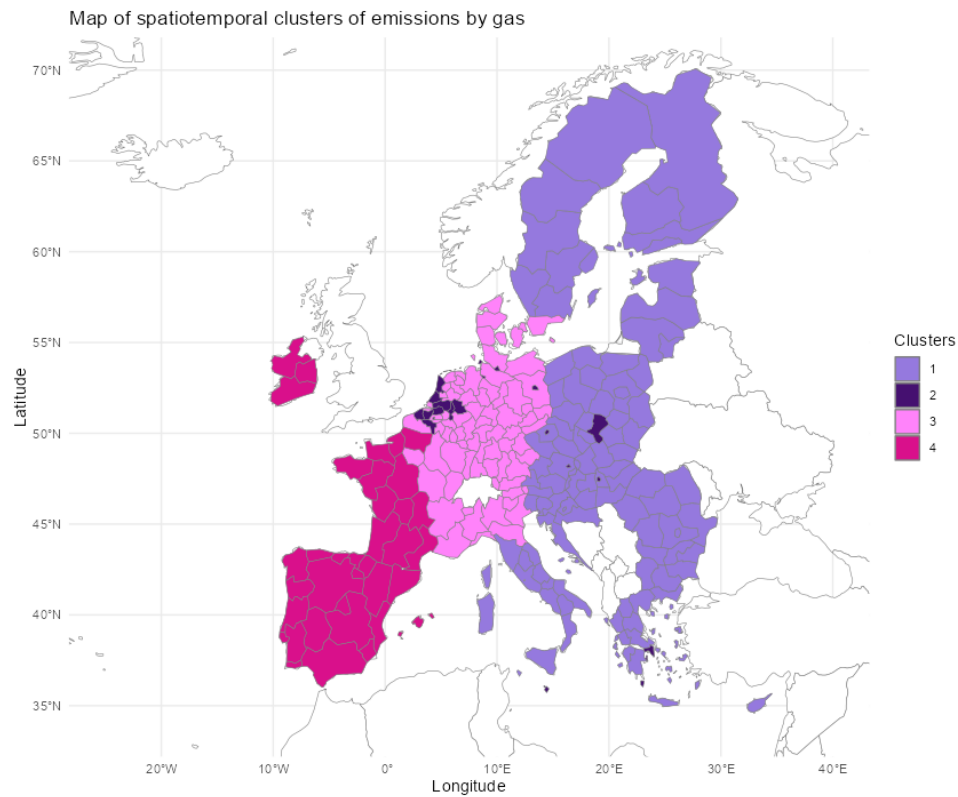 Map of spatiotemporal clusters of emissions by gas
70°N
65°N
60°N
55°N
50°N
45°N
40°N
35°N
Latitude
20°W
10°W
0°
10°E
20°E
30°E
40°E
Longitude
Clusters
1
2
3
4